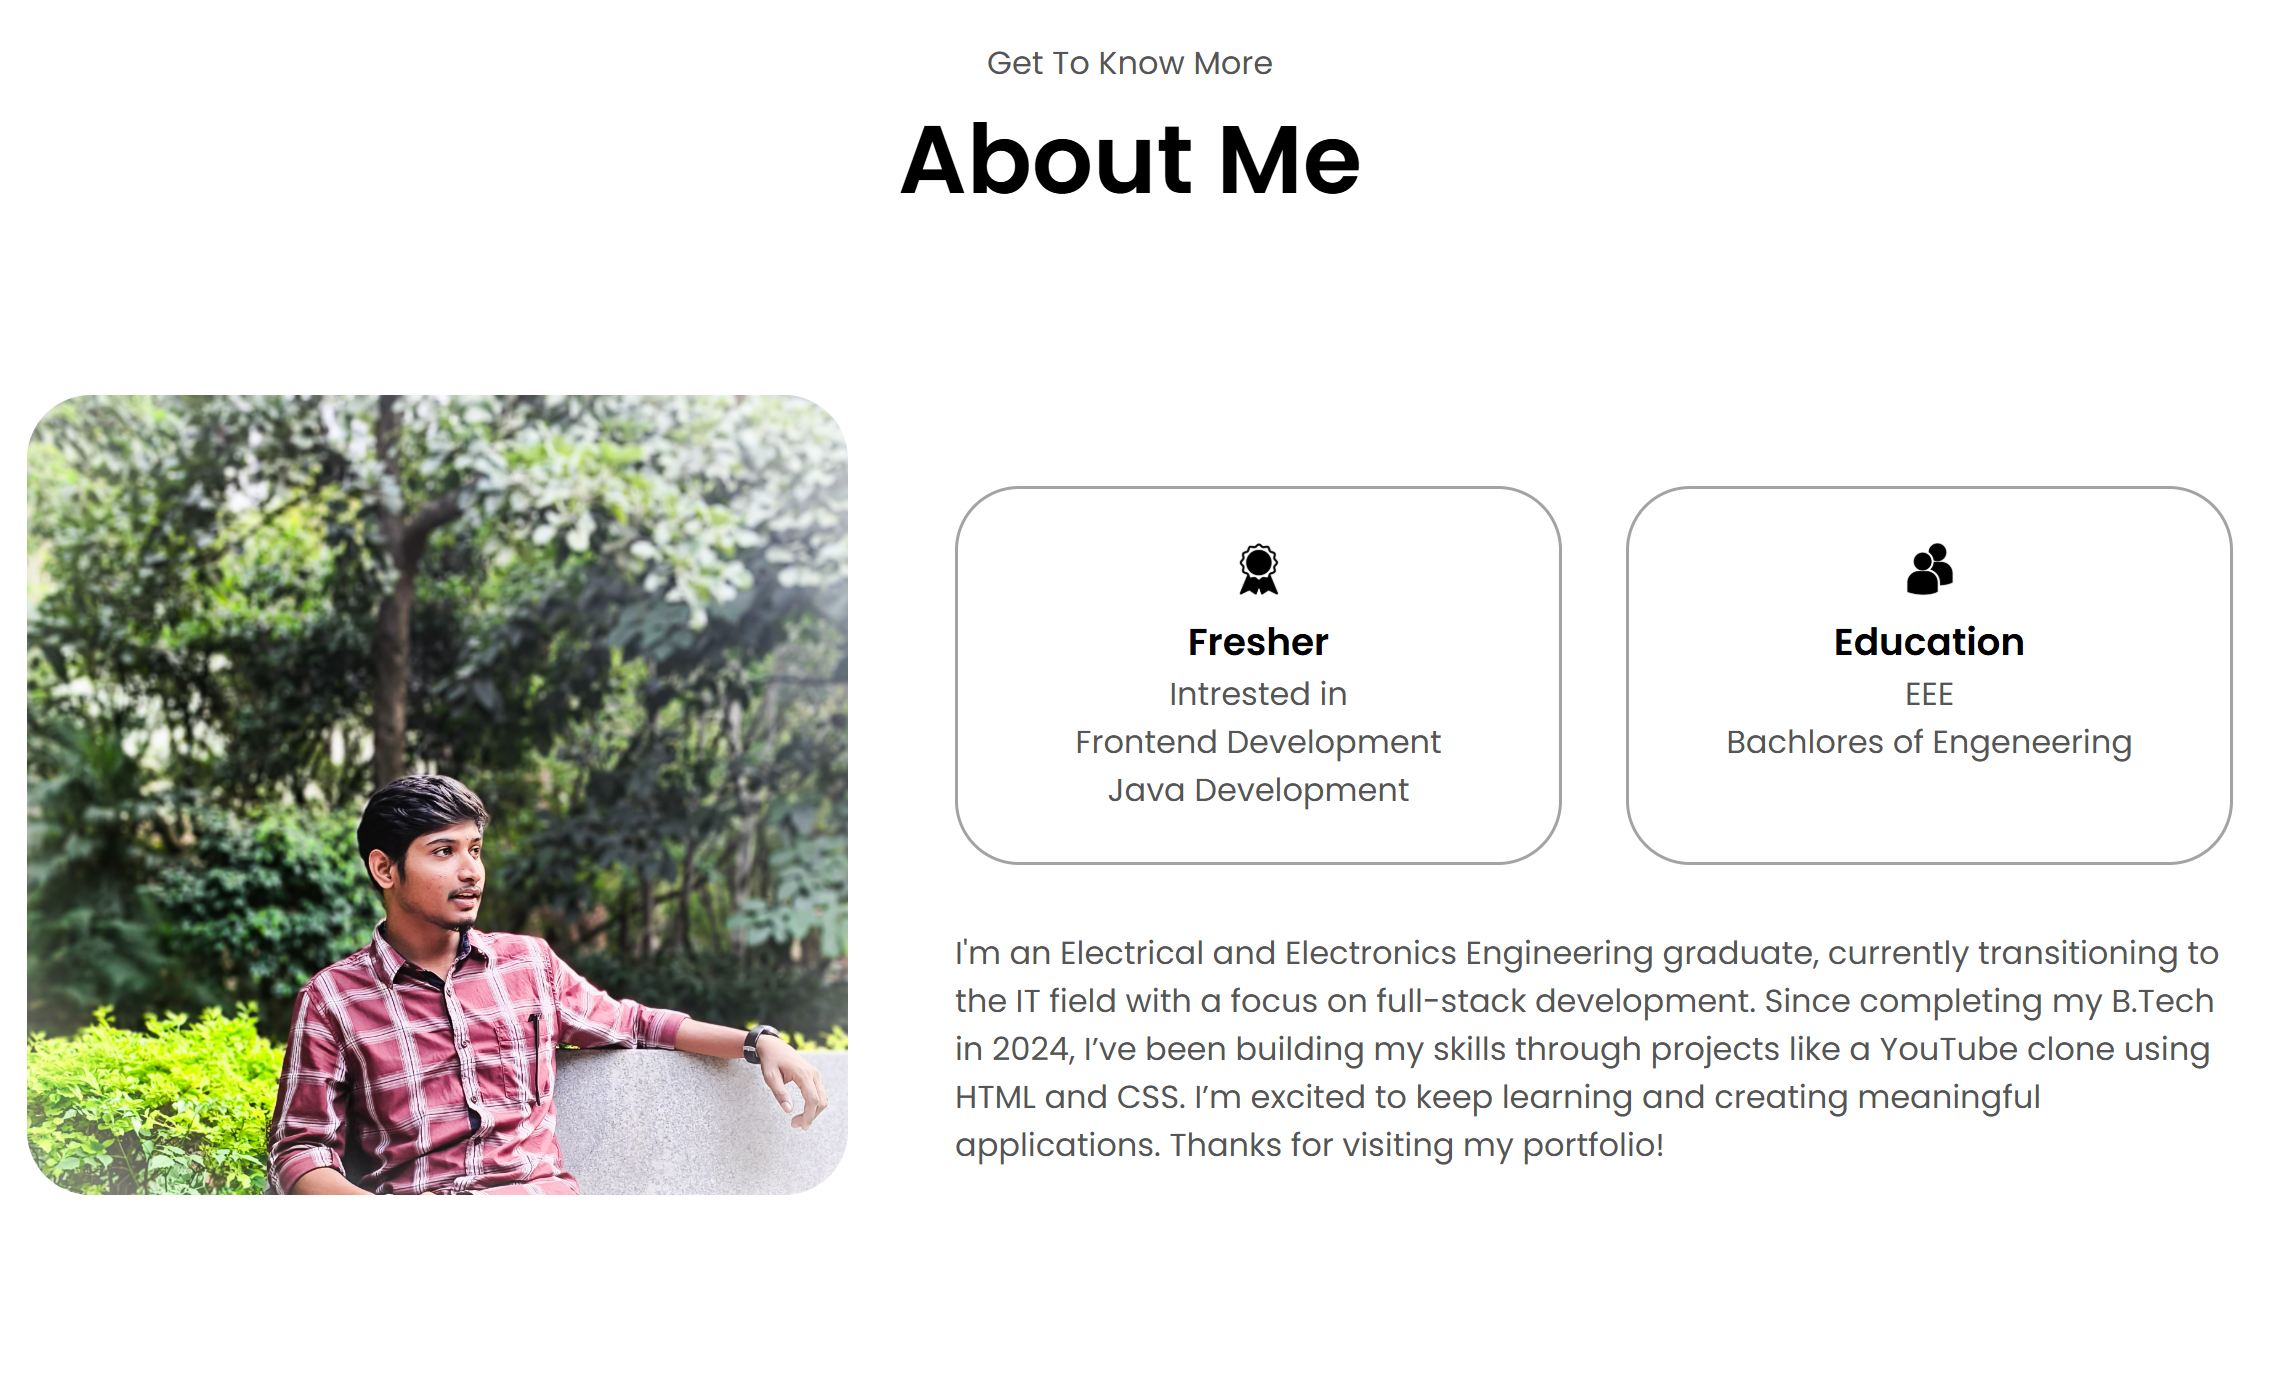 Get To Know More
About Me
Fresher
Intrested in
Frontend Development
Java Development
Education
EEE
Bachlores of Engeneering
I'm an Electrical and Electronics Engineering graduate, currently transitioning to
the IT field with a focus on full-stack development. Since completing my B.Tech
in 2024, I’ve been building my skills through projects like a YouTube clone using
HTML and CSS. I’m excited to keep learning and creating meaningful
applications. Thanks for visiting my portfolio!